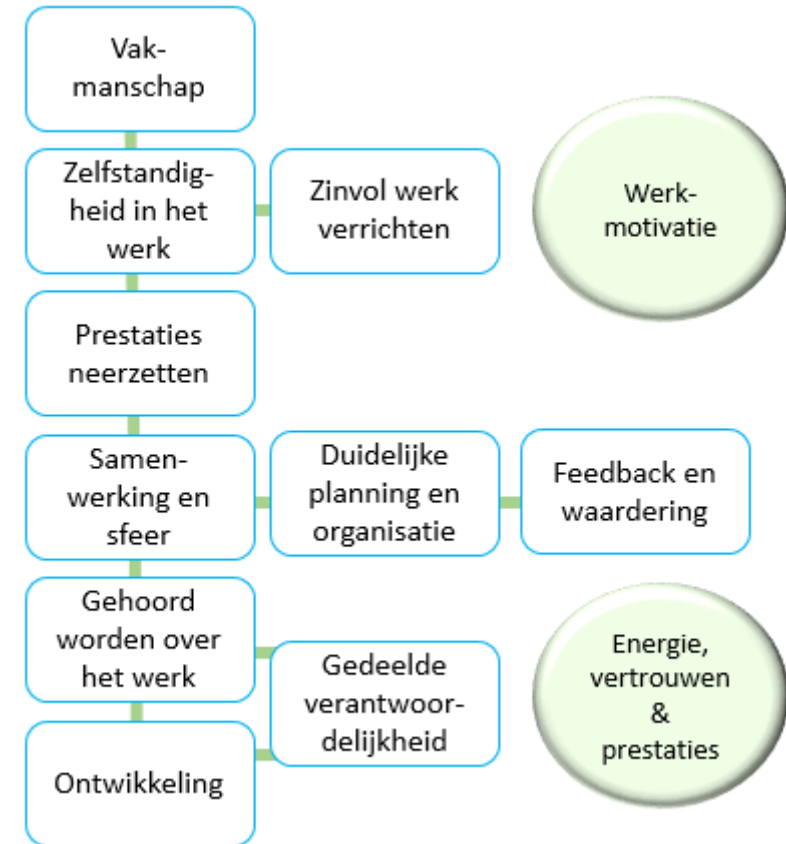 Vak-
manschap
Zelfstandig-
heid in het
werk
Zinvol werk
verrichten
Werk-
motivatie
Prestaties
neerzetten
Samen-
werking en
sfeer
Duidelijke
planning en
organisatie
Feedback en
waardering
Gehoord
worden over
het werk
Gedeelde
verantwoor-
delijkheid
Energie,
vertrouwen
&
prestaties
Ontwikkeling